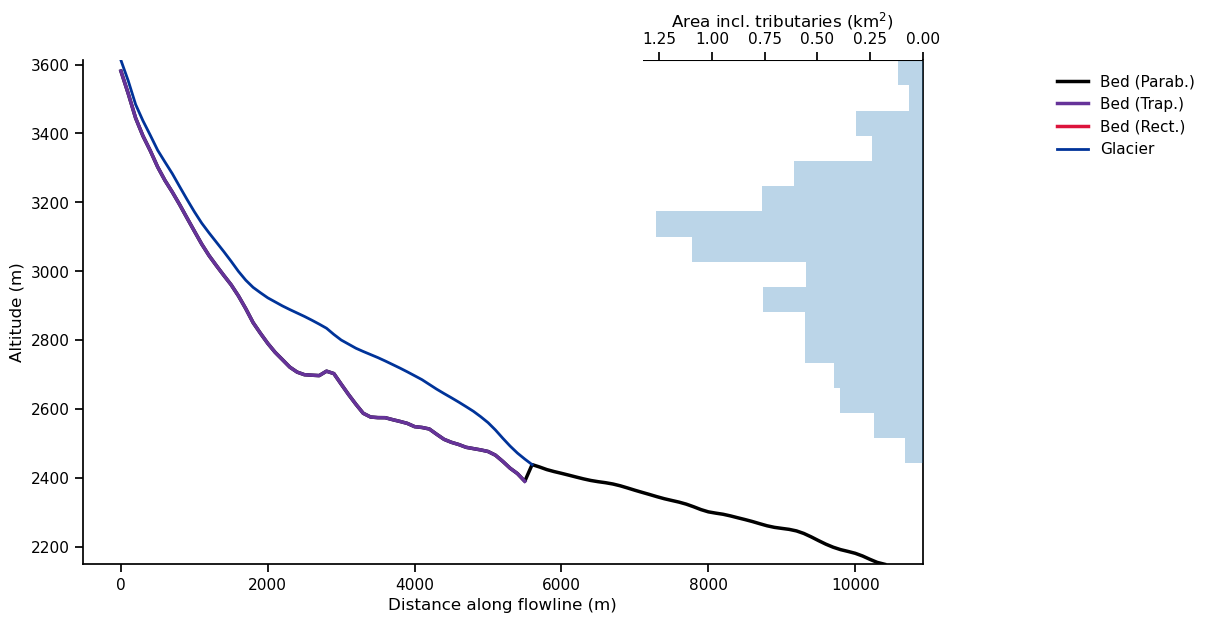 Area incl. tributaries (km²)
1.25 1.00 0.75 0.50 0.25 0.00
3600
3400
3200
3000
2800
2600
2400
2200
Altitude (m)
0 2000 4000 6000 8000 10000
Distance along flowline (m)
Bed (Parab.)
Bed (Trap.)
Bed (Rect.)
Glacier